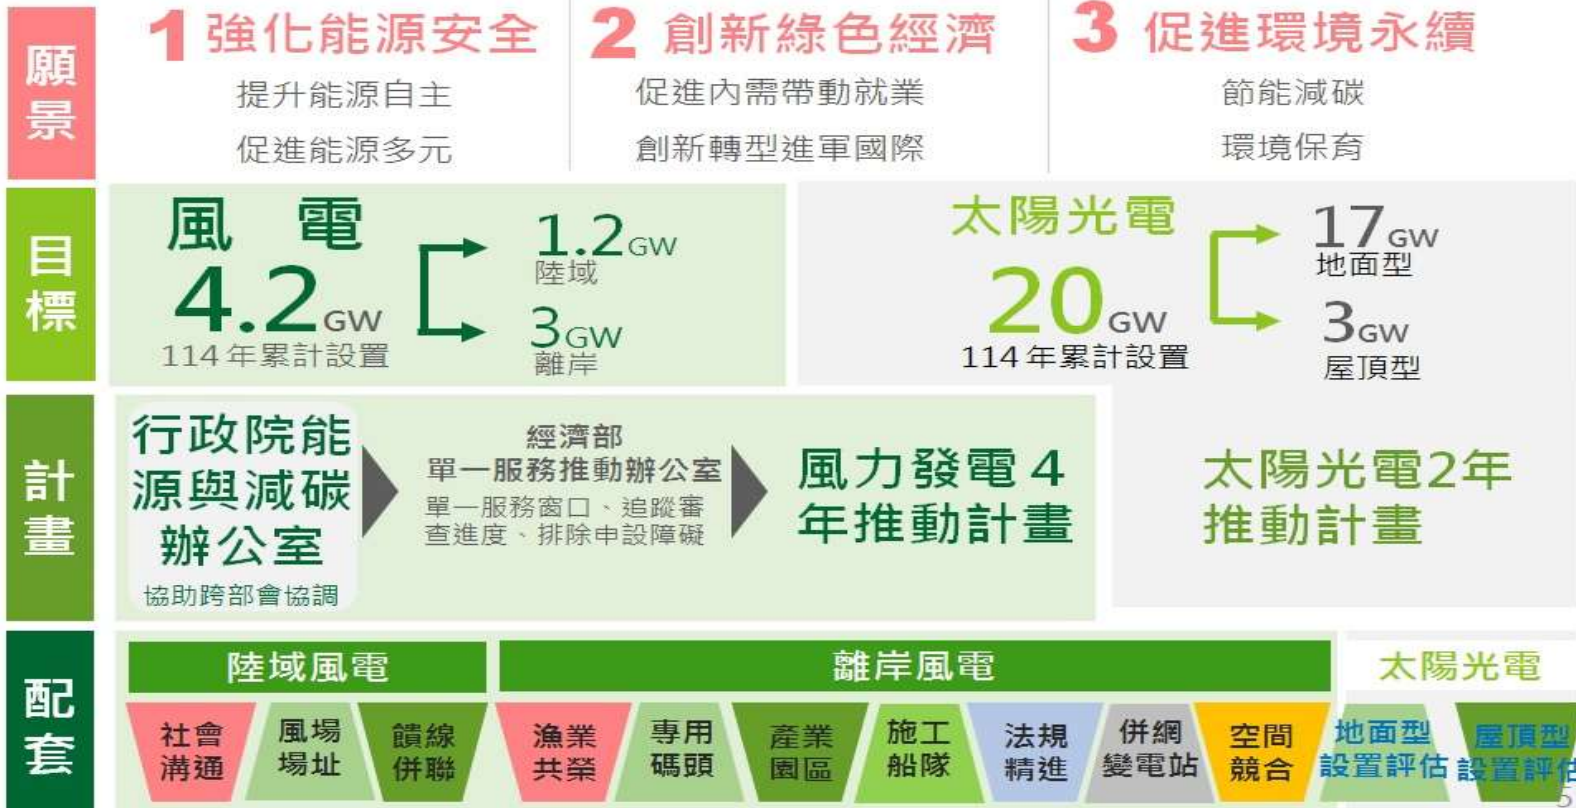 願景
1 強化能源安全
提升能源自主
促進能源多元
2 創新綠色經濟
促進內需帶動就業
創新轉型進軍國際
3 促進環境永續
節能減碳
環境保育
目標
風 電
4.2GW
114年累計設置
1.2GW
陸域
3GW
離岸
太陽光電
20GW
114年累計設置
17GW
地面型
3GW
屋頂型
計畫
行政院能
源與減碳
辦公室
協助跨部會協調
經濟部
單一服務推動辦公室
單一服務窗口、追蹤審
查進度、排除申設障礙
風力發電4
年推動計畫
太陽光電2年
推動計畫
配套
陸域風電
社會
溝通
風場
場址
饋線
併聯
離岸風電
漁業
共榮
專用
碼頭
產業
園區
施工
船隊
法規
精進
併網
變電站
空間
競合
太陽光電
地面型
設置評估
屋頂型
設置評估
5